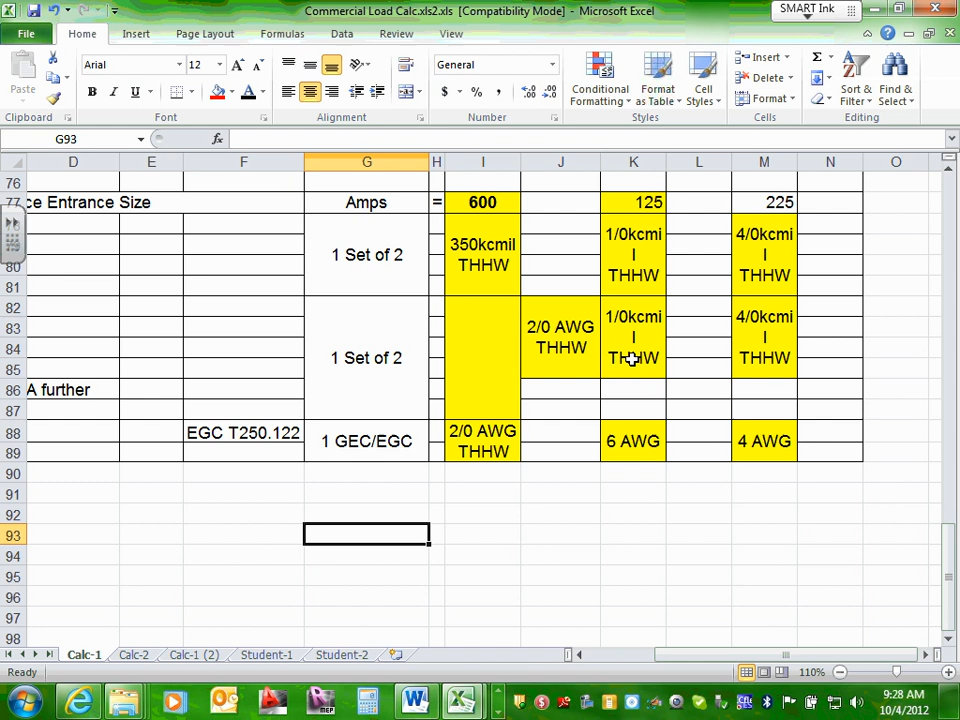 Commercial Load Calc.xls2.xls [Compatibility Mode] - Microsoft Excel
SMART Ink
File Home Insert Page Layout Formulas Data Review View
Paste
Clipboard
Arial 12
B I U
Font
Alignment
General
$ % ,
Number
Conditional Formatting
Format as Table
Cell Styles
Styles
Insert
Delete
Format
Cells
Sort & Filter
Find & Select
Editing
G93
fx
D E F G H I J K L M N O
76
77 ce Entrance Size Amps = 600 125 225
1 Set of 2
350kcmil
THHW
1/0kcmi
l
THHW
4/0kcmi
l
THHW
80
81
82
83
84
85
1 Set of 2
2/0 AWG
THHW
1/0kcmi
l
THHW
4/0kcmi
l
THHW
86 A further
87
88 EGC T250.122
89
1 GEC/EGC
2/0 AWG
THHW
6 AWG
4 AWG
90
91
92
93
94
95
96
97
98
Calc-1 Calc-2 Calc-1 (2) Student-1 Student-2
Ready
110%
9:28 AM
10/4/2012